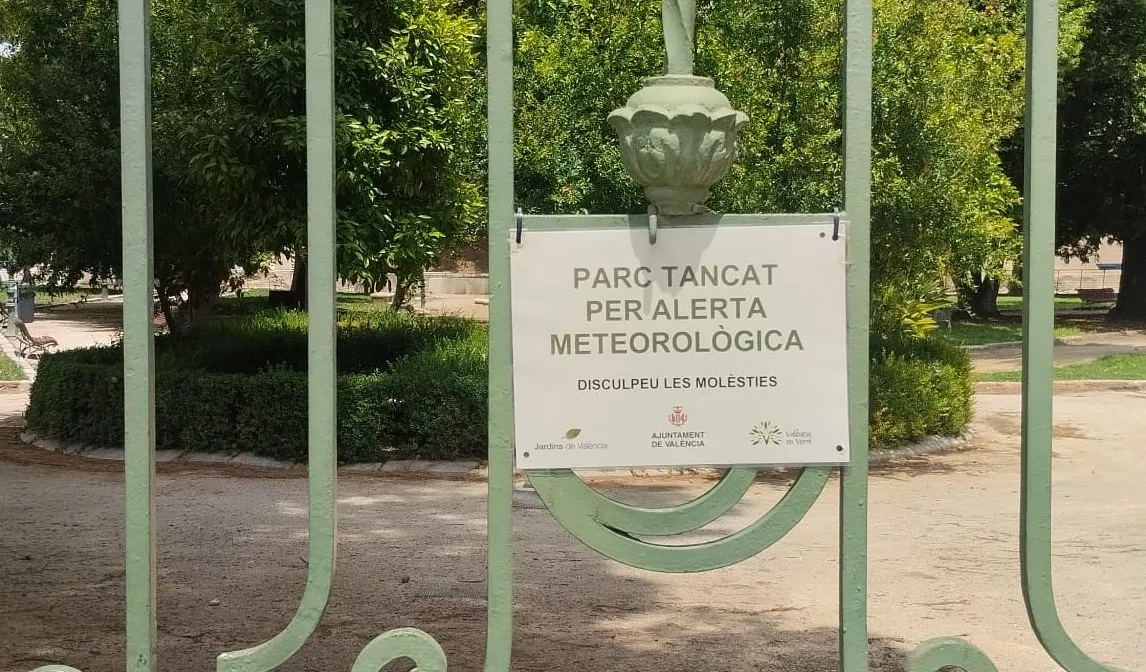 PARC TANCAT
PER ALERTA
METEOROLÒGICA
DISCULPEU LES MOLÈSTIES
Jardins de València
AJUNTAMENT
DE VALÈNCIA
València
en Verd